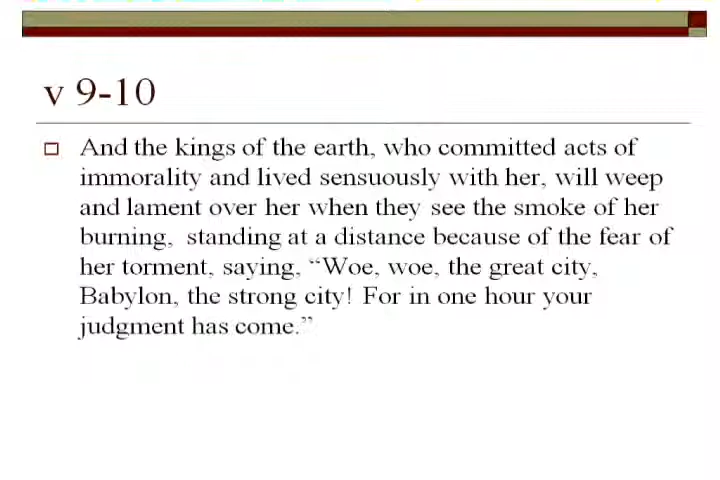 v 9-10
And the kings of the earth, who committed acts of
immorality and lived sensuously with her, will weep
and lament over her when they see the smoke of her
burning, standing at a distance because of the fear of
her torment, saying, “Woe, woe, the great city,
Babylon, the strong city! For in one hour your
judgment has come.”